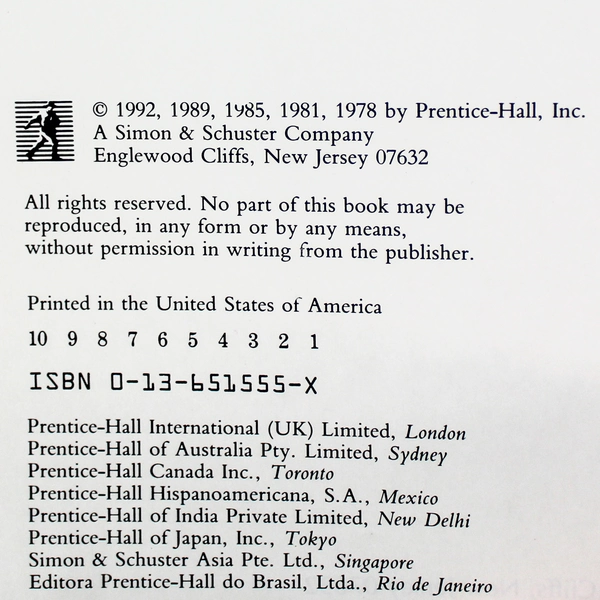 © 1992, 1989, 1985, 1981, 1978 by Prentice-Hall, Inc.
A Simon & Schuster Company
Englewood Cliffs, New Jersey 07632
All rights reserved. No part of this book may be
reproduced, in any form or by any means,
without permission in writing from the publisher.
Printed in the United States of America
10 9 8 7 6 5 4 3 2 1
ISBN 0-13-651555-X
Prentice-Hall International (UK) Limited, London
Prentice-Hall of Australia Pty. Limited, Sydney
Prentice-Hall Canada Inc., Toronto
Prentice-Hall Hispanoamericana, S.A., Mexico
Prentice-Hall of India Private Limited, New Delhi
Prentice-Hall of Japan, Inc., Tokyo
Simon & Schuster Asia Pte. Ltd., Singapore
Editora Prentice-Hall do Brasil, Ltda., Rio de Janeiro